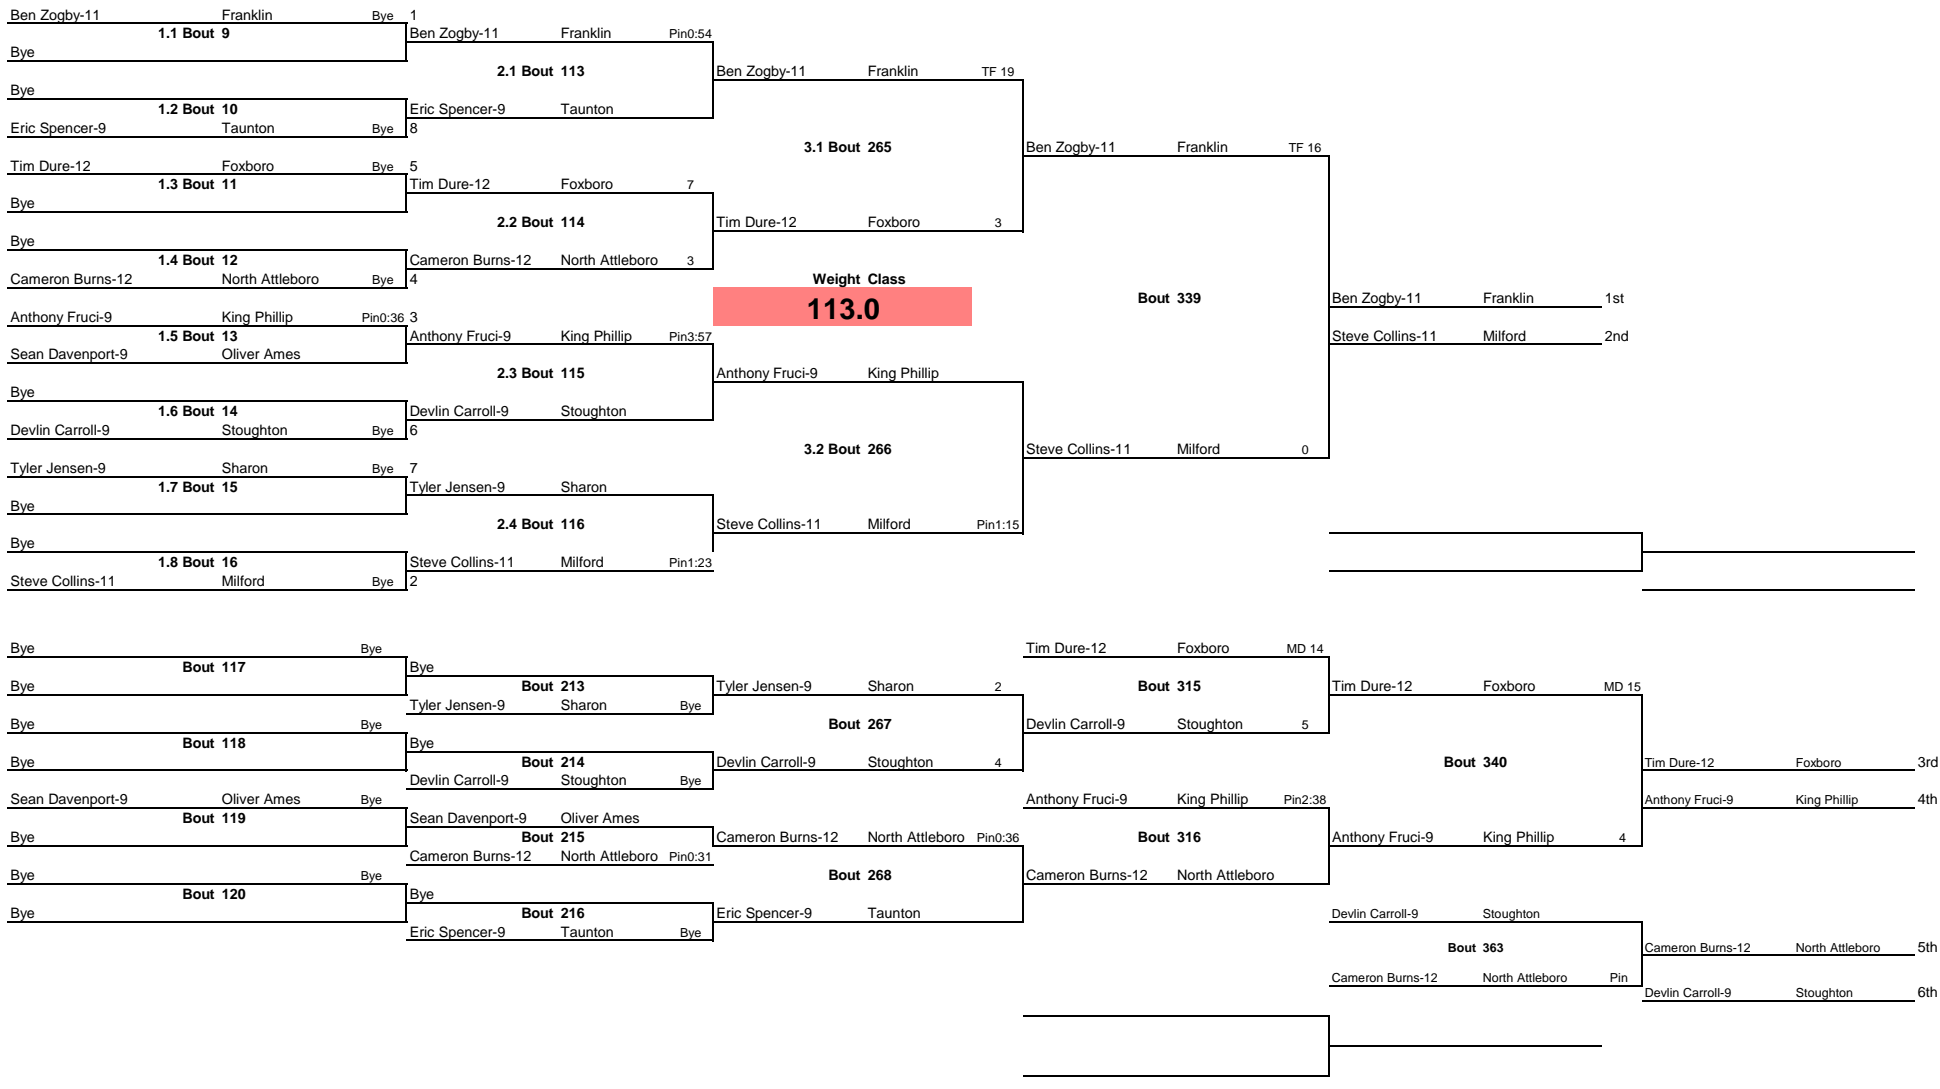 Ben Zogby-11 Franklin Bye 1
1.1 Bout 9 Ben Zogby-11 Franklin Pin0:54
Bye
2.1 Bout 113 Ben Zogby-11 Franklin TF 19
Bye
1.2 Bout 10 Eric Spencer-9 Taunton
Eric Spencer-9 Taunton Bye 8
3.1 Bout 265 Ben Zogby-11 Franklin TF 16
Tim Dure-12 Foxboro Bye 5
1.3 Bout 11 Tim Dure-12 Foxboro 7
Bye
2.2 Bout 114 Tim Dure-12 Foxboro 3
Bye
1.4 Bout 12 Cameron Burns-12 North Attleboro 3
Cameron Burns-12 North Attleboro Bye 4 Weight Class
Bout 339 Ben Zogby-11 Franklin 1st
113.0
Anthony Fruci-9 King Phillip Pin0:36 3
1.5 Bout 13 Anthony Fruci-9 King Phillip Pin3:57 Steve Collins-11 Milford 2nd
Sean Davenport-9 Oliver Ames
2.3 Bout 115 Anthony Fruci-9 King Phillip
Bye
1.6 Bout 14 Devlin Carroll-9 Stoughton
Devlin Carroll-9 Stoughton Bye 6
3.2 Bout 266 Steve Collins-11 Milford 0
Tyler Jensen-9 Sharon Bye 7
1.7 Bout 15 Tyler Jensen-9 Sharon
Bye
2.4 Bout 116 Steve Collins-11 Milford Pin1:15
Bye
1.8 Bout 16 Steve Collins-11 Milford Pin1:23
Steve Collins-11 Milford Bye 2
Bye Bye Tim Dure-12 Foxboro MD 14
Bout 117 Bye
Bye Bout 213 Tyler Jensen-9 Sharon 2 Bout 315 Tim Dure-12 Foxboro MD 15
Tyler Jensen-9 Sharon Bye
Bye Bye Bout 267 Devlin Carroll-9 Stoughton 5
Bout 118 Bye
Bye Bout 214 Devlin Carroll-9 Stoughton 4 Bout 340 Tim Dure-12 Foxboro 3rd
Devlin Carroll-9 Stoughton Bye
Sean Davenport-9 Oliver Ames Bye Anthony Fruci-9 King Phillip Pin2:38 Anthony Fruci-9 King Phillip 4th
Bout 119 Sean Davenport-9 Oliver Ames
Bye Bout 215 Cameron Burns-12 North Attleboro Pin0:36 Bout 316 Anthony Fruci-9 King Phillip 4
Cameron Burns-12 North Attleboro Pin0:31
Bye Bye Bout 268 Cameron Burns-12 North Attleboro
Bout 120 Bye
Bye Bout 216 Eric Spencer-9 Taunton Devlin Carroll-9 Stoughton
Eric Spencer-9 Taunton Bye
Bout 363 Cameron Burns-12 North Attleboro 5th
Cameron Burns-12 North Attleboro Pin
Devlin Carroll-9 Stoughton 6th